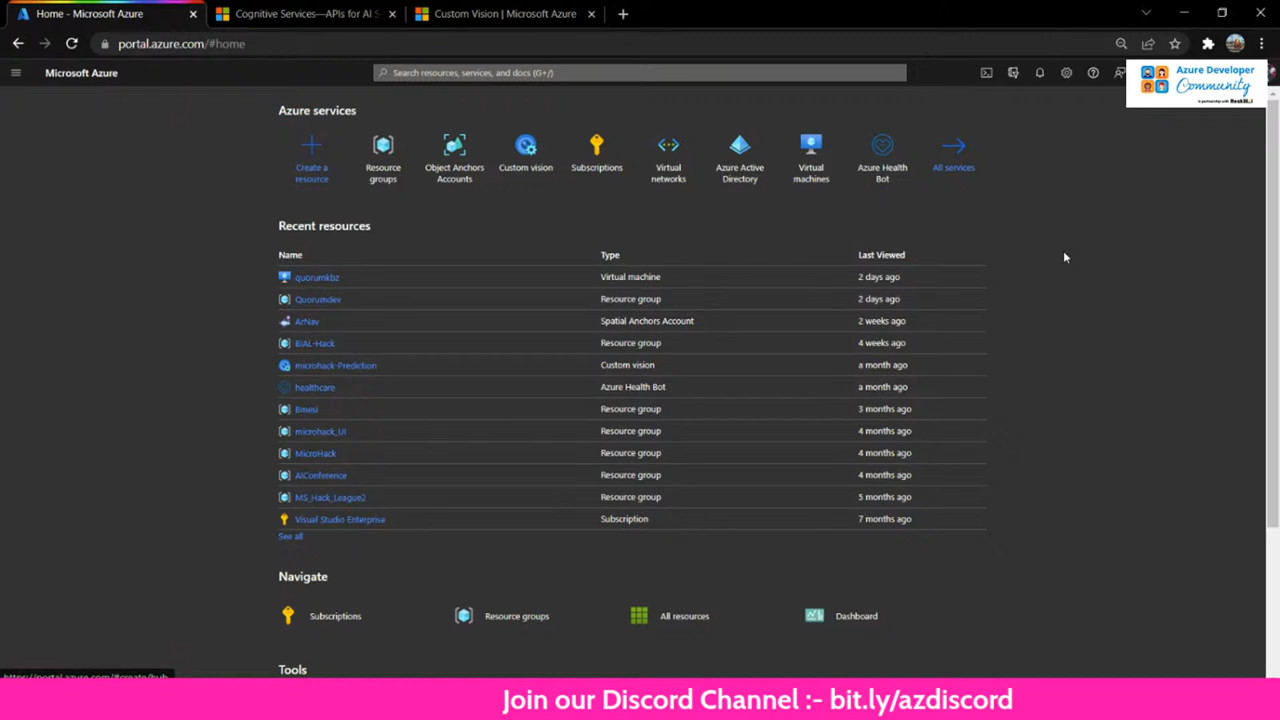 Home - Microsoft Azure
Cognitive Services—APIs for AI S
Custom Vision | Microsoft Azure
portal.azure.com/#home
Microsoft Azure
Search resources, services, and docs (G+/)
Azure Developer
Community
Azure services
Create a resource
Resource groups
Object Anchors Accounts
Custom vision
Subscriptions
Virtual networks
Azure Active Directory
Virtual machines
Azure Health Bot
All services
Recent resources
Name Type Last Viewed
quorumkbz Virtual machine 2 days ago
Quorumdev Resource group 2 days ago
ArNav Spatial Anchors Account 2 weeks ago
BIAL-Hack Resource group 4 weeks ago
microhack-Prediction Custom vision a month ago
healthcare Azure Health Bot a month ago
Bmesi Resource group 3 months ago
microhack_UI Resource group 4 months ago
MicroHack Resource group 4 months ago
AIConference Resource group 4 months ago
MS_Hack_League2 Resource group 5 months ago
Visual Studio Enterprise Subscription 7 months ago
See all
Navigate
Subscriptions
Resource groups
All resources
Dashboard
Tools
https://portal.azure.com/#create/hub
Join our Discord Channel :- bit.ly/azdiscord